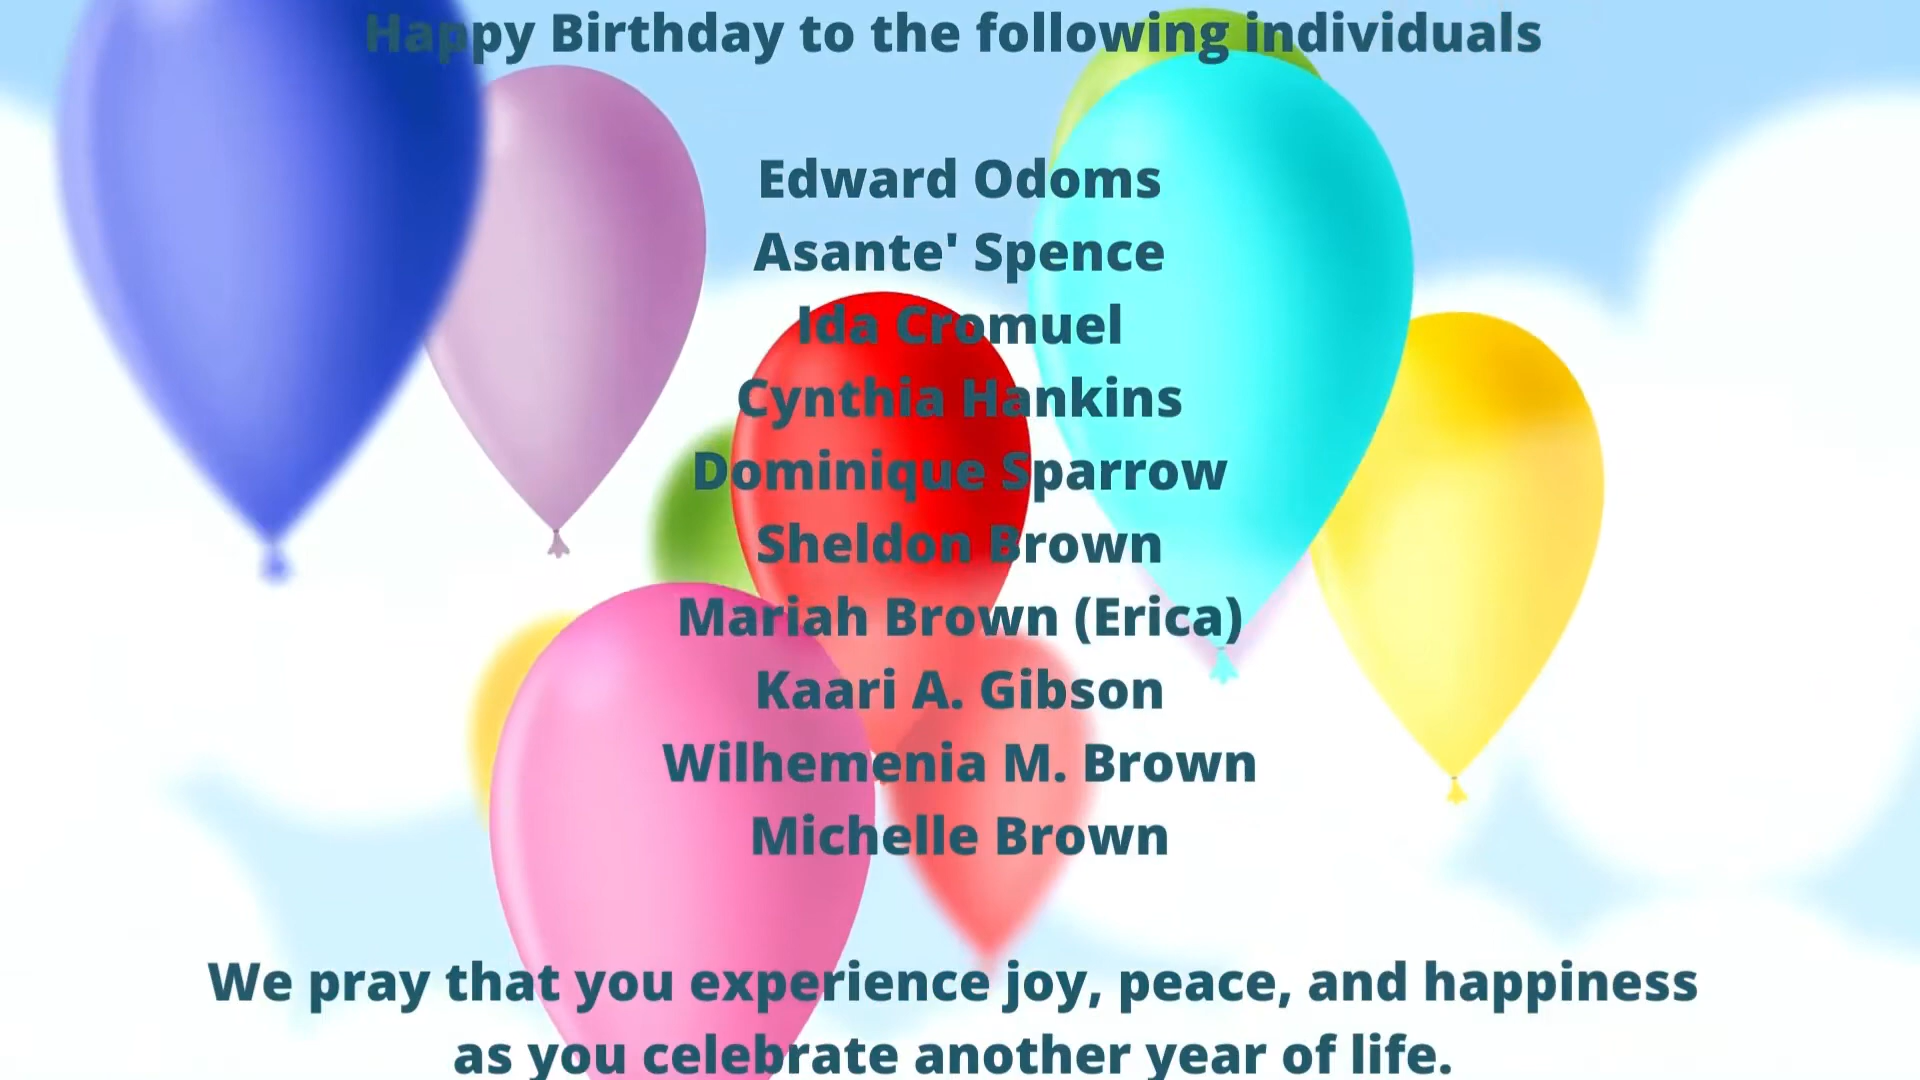 Happy Birthday to the following individuals
Edward Odoms
Asante' Spence
Ida Cromuel
Cynthia Hankins
Dominique Sparrow
Sheldon Brown
Mariah Brown (Erica)
Kaari A. Gibson
Wilhemenia M. Brown
Michelle Brown
We pray that you experience joy, peace, and happiness
as you celebrate another year of life.